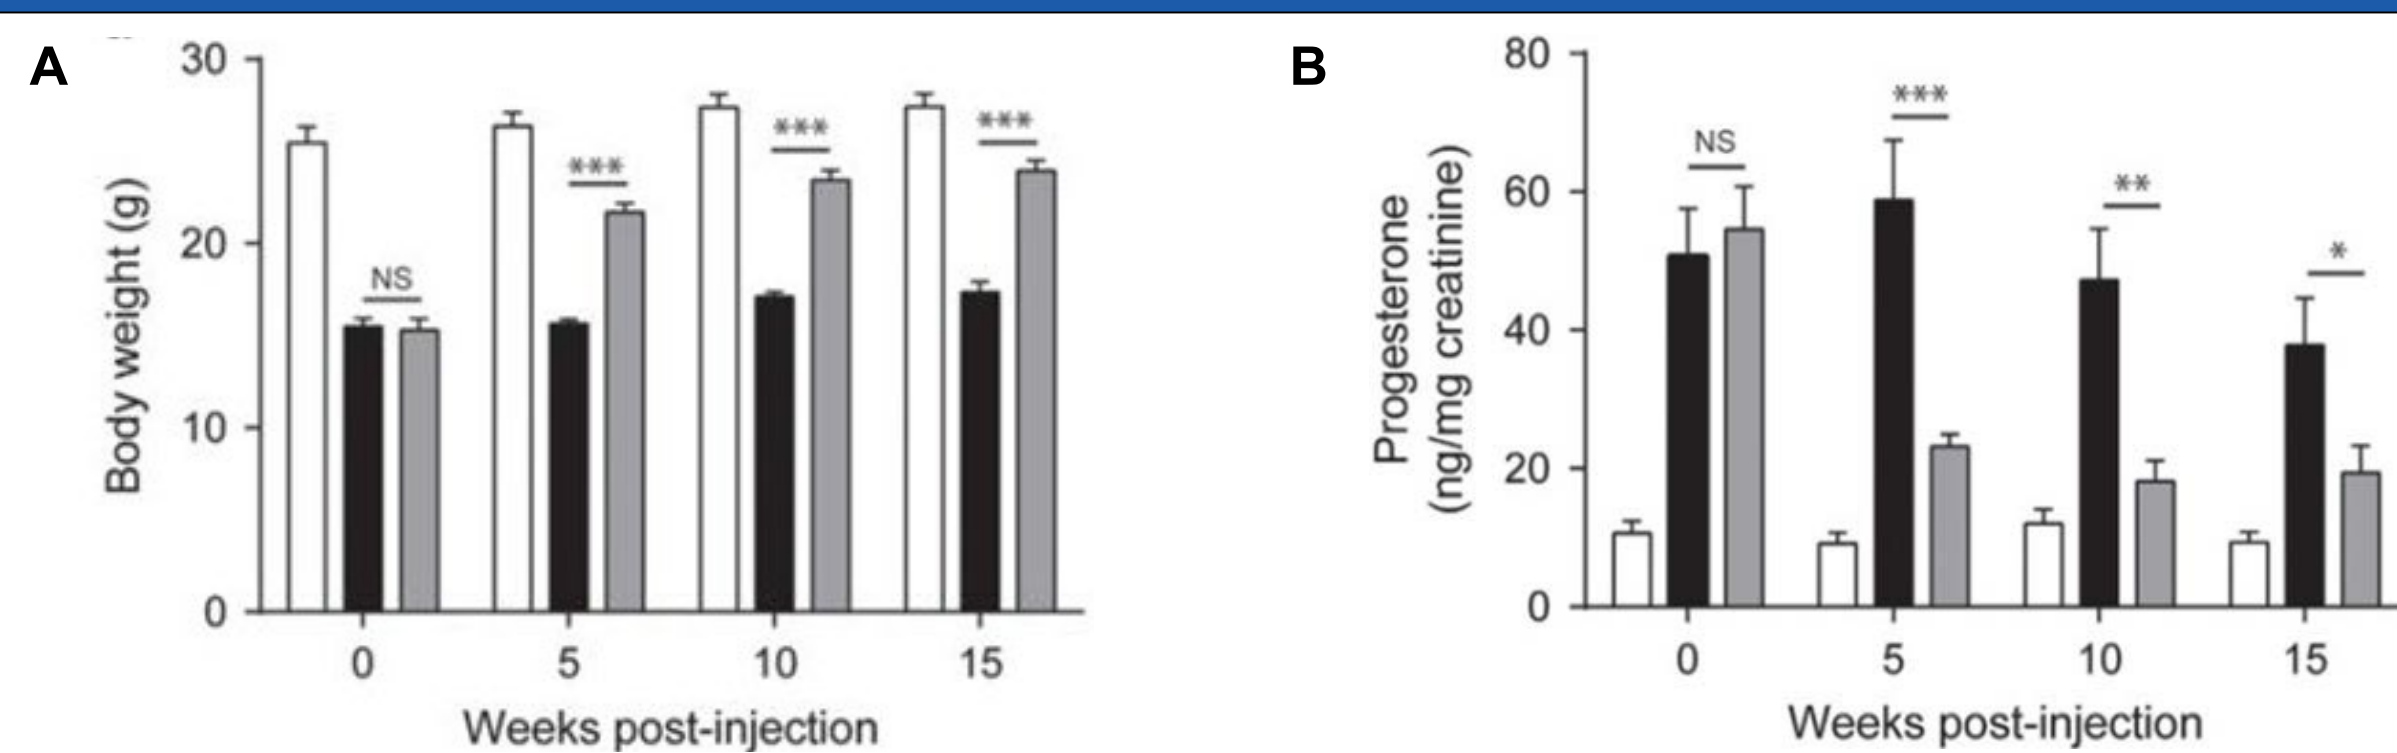 A
30
20
10
0
Body weight (g)
NS
***
***
***
0 5 10 15
Weeks post-injection
B
80
60
40
20
0
Progesterone
(ng/mg creatinine)
NS
***
**
*
0 5 10 15
Weeks post-injection